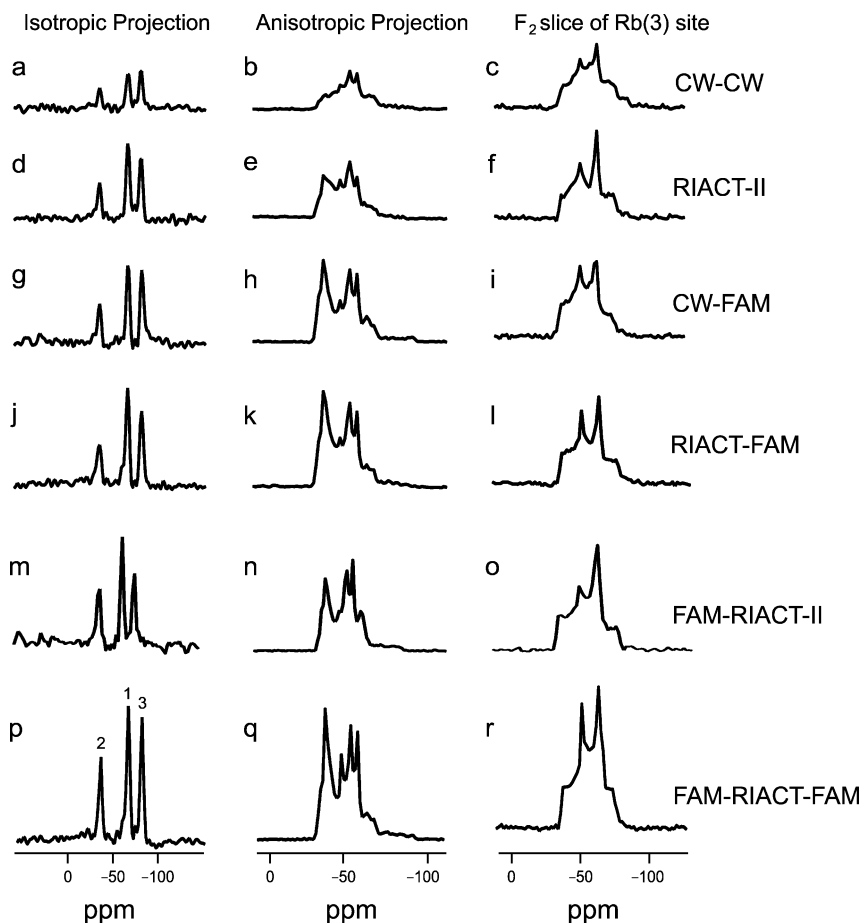 Isotropic Projection Anisotropic Projection F₂ slice of Rb(3) site
a b c CW-CW
d e f RIACT-II
g h i CW-FAM
j k l RIACT-FAM
m n o FAM-RIACT-II
p 2 1 3 q r FAM-RIACT-FAM
0 −50 −100 0 −50 −100 0 −50 −100
ppm ppm ppm